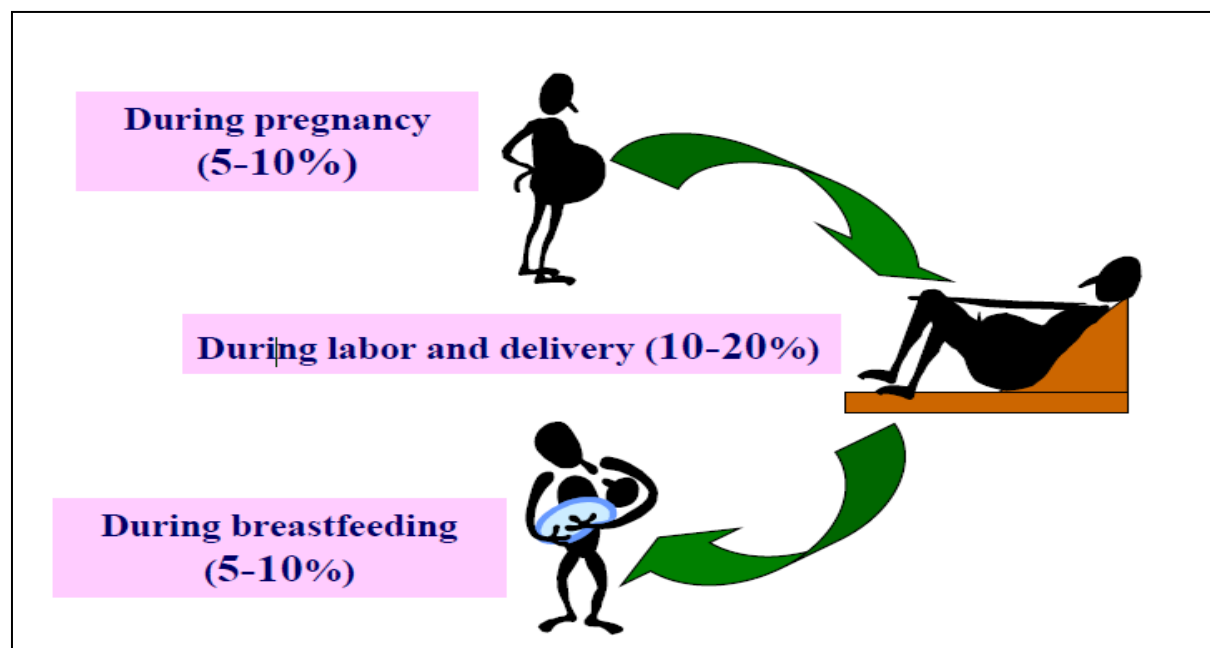 During pregnancy
(5-10%)
During labor and delivery (10-20%)
During breastfeeding
(5-10%)